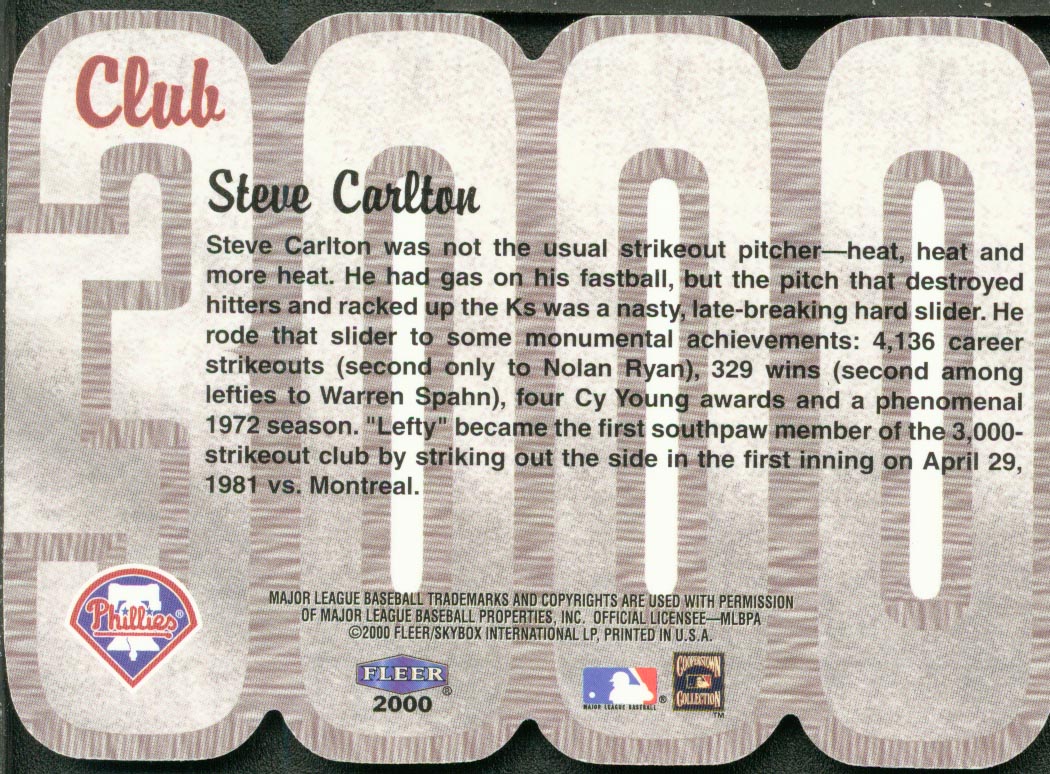 3000
Club
Steve Carlton
Steve Carlton was not the usual strikeout pitcher—heat, heat and
more heat. He had gas on his fastball, but the pitch that destroyed
hitters and racked up the Ks was a nasty, late-breaking hard slider. He
rode that slider to some monumental achievements: 4,136 career
strikeouts (second only to Nolan Ryan), 329 wins (second among
lefties to Warren Spahn), four Cy Young awards and a phenomenal
1972 season. "Lefty" became the first southpaw member of the 3,000-
strikeout club by striking out the side in the first inning on April 29,
1981 vs. Montreal.
Phillies®
MAJOR LEAGUE BASEBALL TRADEMARKS AND COPYRIGHTS ARE USED WITH PERMISSION
OF MAJOR LEAGUE BASEBALL PROPERTIES, INC. OFFICIAL LICENSEE—MLBPA
©2000 FLEER/SKYBOX INTERNATIONAL LP, PRINTED IN U.S.A.
FLEER®
2000
MAJOR LEAGUE BASEBALL®
COOPERSTOWN
COLLECTION™